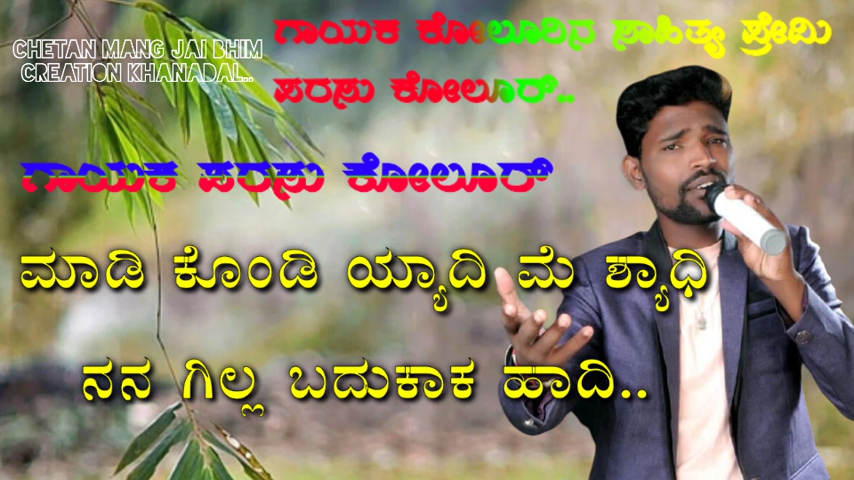 CHETAN MANG JAI BHIM
CREATION KHANADAL..
ಗಾಯಕ ಕೋಲೂರಿನ ಸಾಹಿತ್ಯ ಪ್ರೇಮಿ
ಪರಸು ಕೋಲೂರ್..
ಗಾಯಕ ಪರಸು ಕೋಲೂರ್
ಮಾಡಿ ಕೊಂಡಿ ಯ್ಯಾದಿ ಮೆ ಶ್ಯಾಧಿ
ನನ ಗಿಲ್ಲ ಬದುಕಾಕ ಹಾದಿ..